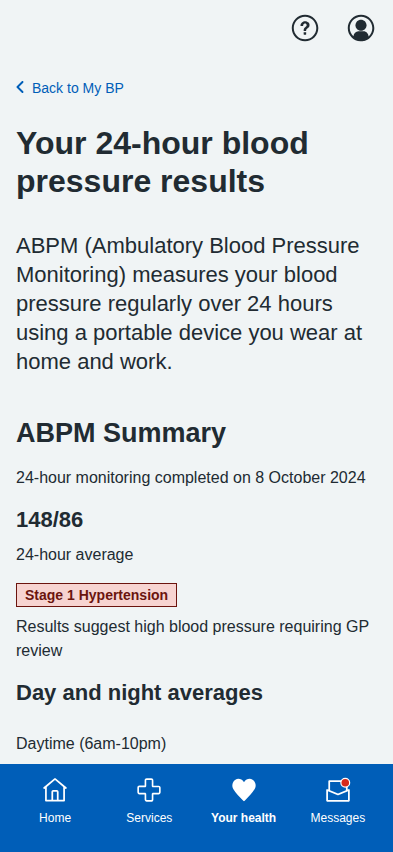 Back to My BP
Your 24-hour blood
pressure results
ABPM (Ambulatory Blood Pressure
Monitoring) measures your blood
pressure regularly over 24 hours
using a portable device you wear at
home and work.
ABPM Summary
24-hour monitoring completed on 8 October 2024
148/86
24-hour average
Stage 1 Hypertension
Results suggest high blood pressure requiring GP
review
Day and night averages
Daytime (6am-10pm)
Home
Services
Your health
Messages